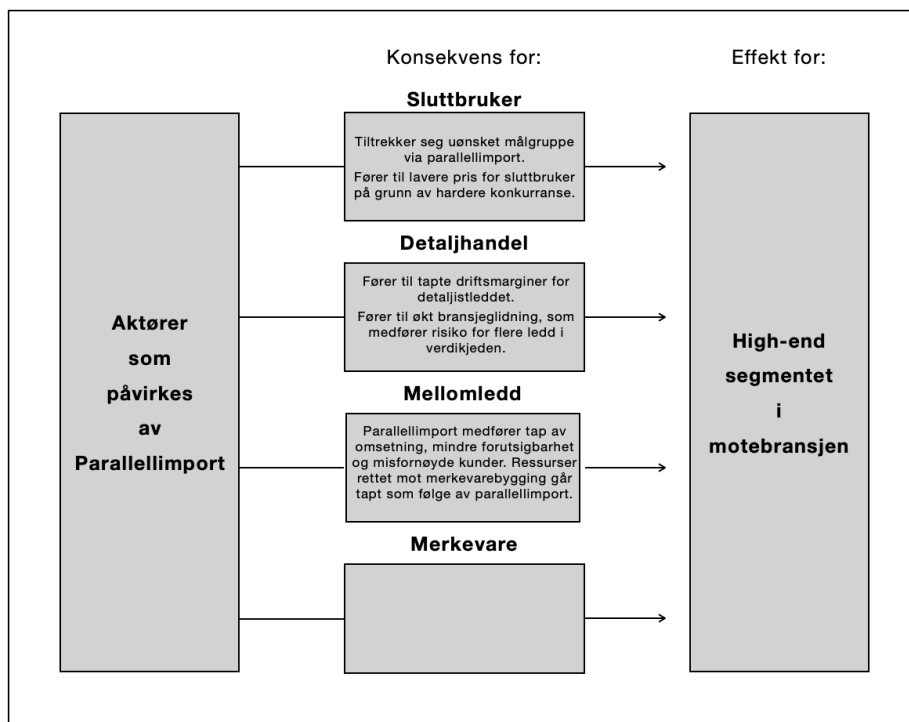 Konsekvens for:
Effekt for:
Aktører
som
påvirkes
av
Parallellimport
Sluttbruker
Tiltrekker seg uønsket målgruppe
via parallellimport.
Fører til lavere pris for sluttbruker
på grunn av hardere konkurranse.
Detaljhandel
Fører til tapte driftsmarginer for
detaljistleddet.
Fører til økt bransjeglidning, som
medfører risiko for flere ledd i
verdikjeden.
Mellomledd
Parallellimport medfører tap av
omsetning, mindre forutsigbarhet
og misfornøyde kunder. Ressurser
rettet mot merkevarebygging går
tapt som følge av parallellimport.
Merkevare
High-end
segmentet
i
motebransjen